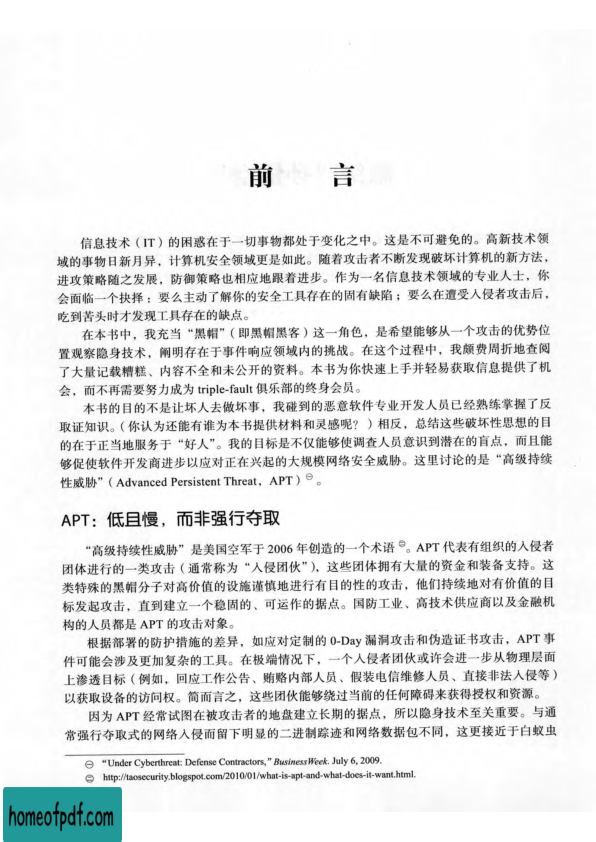 前 言
信息技术（IT）的困惑在于一切事物都处于变化之中。这是不可避免的。高新技术领
域的事物日新月异，计算机安全领域更是如此。随着攻击者不断发现破坏计算机的新方法，
进攻策略随之发展，防御策略也相应地跟着进步。作为一名信息技术领域的专业人士，你
会面临一个抉择：要么主动了解你的安全工具存在的固有缺陷；要么在遭受入侵者攻击后，
吃到苦头时才发现工具存在的缺点。
在本书中，我充当“黑帽”（即黑帽黑客）这一角色，是希望能够从一个攻击的优势位
置观察隐身技术，阐明存在于事件响应领域内的挑战。在这个过程中，我颇费周折地查阅
了大量记载糟糕、内容不全和未公开的资料。本书为你快速上手并轻易获取信息提供了机
会，而不再需要努力成为 triple-fault 俱乐部的终身会员。
本书的目的不是让坏人去做坏事，我碰到的恶意软件专业开发人员已经熟练掌握了反
取证知识。（你认为还能有谁为本书提供材料和灵感呢？）相反，总结这些破坏性思想的目
的在于正当地服务于“好人”。我的目标是不仅能够使调查人员意识到潜在的盲点，而且能
够促使软件开发商进步以应对正在兴起的大规模网络安全威胁。这里讨论的是“高级持续
性威胁”（Advanced Persistent Threat，APT）㊀。
APT：低且慢，而非强行夺取
“高级持续性威胁”是美国空军于 2006 年创造的一个术语㊁。APT 代表有组织的入侵者
团体进行的一类攻击（通常称为“入侵团伙”），这些团体拥有大量的资金和装备支持。这
类特殊的黑帽分子对高价值的设施谨慎地进行有目的性的攻击，他们持续地对有价值的目
标发起攻击，直到建立一个稳固的、可运作的据点。国防工业、高技术供应商以及金融机
构的人员都是 APT 的攻击对象。
根据部署的防护措施的差异，如应对定制的 0-Day 漏洞攻击和伪造证书攻击，APT 事
件可能会涉及更加复杂的工具。在极端情况下，一个入侵者团伙或许会进一步从物理层面
上渗透目标（例如，回应工作公告、贿赂内部人员、假装电信维修人员、直接非法入侵等）
以获取设备的访问权。简而言之，这些团伙能够绕过当前的任何障碍来获得授权和资源。
因为 APT 经常试图在被攻击者的地盘建立长期的据点，所以隐身技术至关重要。与通
常强行夺取式的网络入侵而留下明显的二进制踪迹和网络数据包不同，这更接近于白蚁虫
㊀ “Under Cyberthreat: Defense Contractors,” BusinessWeek. July 6, 2009.
㊁ http://taosecurity.blogspot.com/2010/01/what-is-apt-and-what-does-it-want.html.
homeofpdf.com